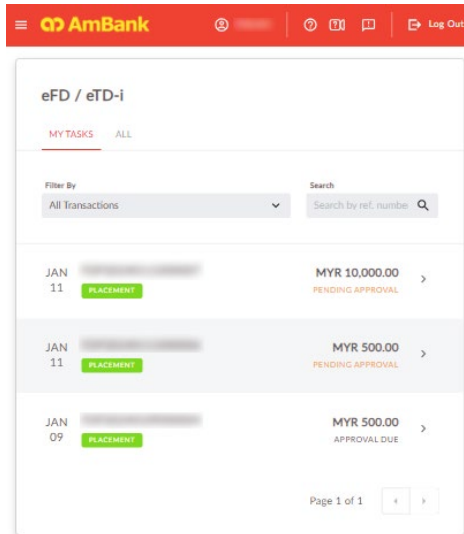 AmBank
Log Out
eFD / eTD-i
MY TASKS ALL
Filter By
All Transactions
Search
Search by ref. numbe
JAN
11
PLACEMENT
MYR 10,000.00
PENDING APPROVAL
JAN
11
PLACEMENT
MYR 500.00
PENDING APPROVAL
JAN
09
PLACEMENT
MYR 500.00
APPROVAL DUE
Page 1 of 1